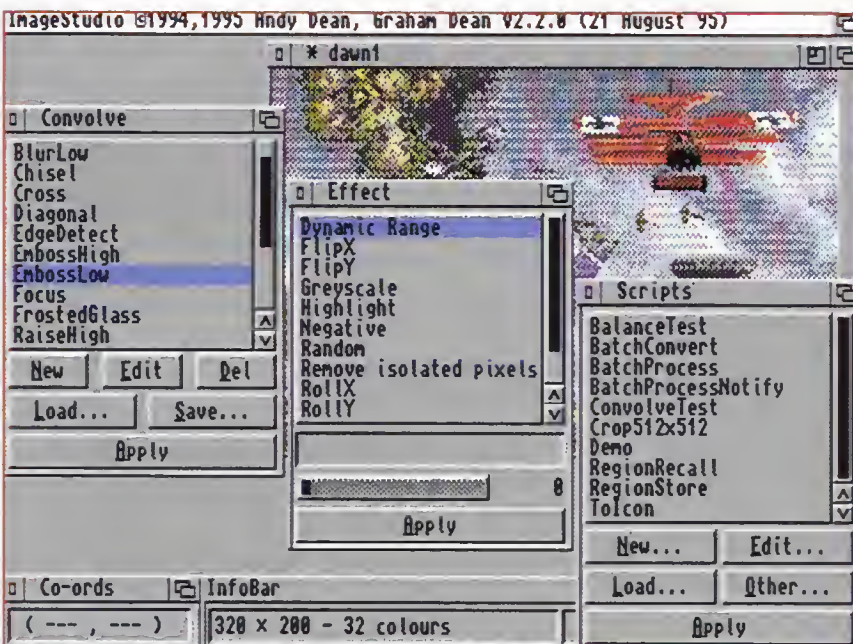 ImageStudio ©1994,1995 Andy Dean, Graham Dean V2.2.0 (21 August 95)
* dawn1
Convolve
BlurLow
Chisel
Cross
Diagonal
EdgeDetect
EmbossHigh
EmbossLow
Focus
FrostedGlass
RaiseHigh
New
Edit
Del
Load...
Save...
Apply
Effect
Dynamic Range
FlipX
FlipY
Greyscale
Highlight
Negative
Random
Remove isolated pixels
RollX
RollY
0
Apply
Scripts
BalanceTest
BatchConvert
BatchProcess
BatchProcessNotify
ConvolveTest
Crop512x512
Demo
RegionRecall
RegionStore
ToIcon
New...
Edit...
Load...
Other...
Apply
Co-ords
( --- , --- )
InfoBar
320 x 200 - 32 colours